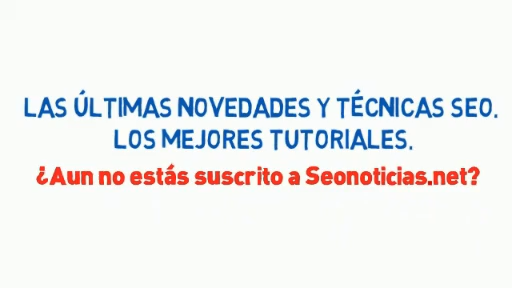 LAS ÚLTIMAS NOVEDADES Y TÉCNICAS SEO.
LOS MEJORES TUTORIALES.
¿Aun no estás suscrito a Seonoticias.net?